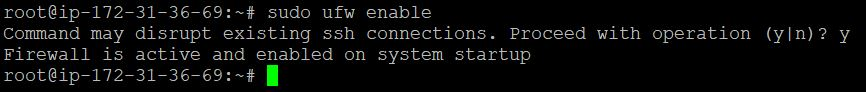 root@ip-172-31-36-69:~# sudo ufw enable
Command may disrupt existing ssh connections. Proceed with operation (y|n)? y
Firewall is active and enabled on system startup
root@ip-172-31-36-69:~#